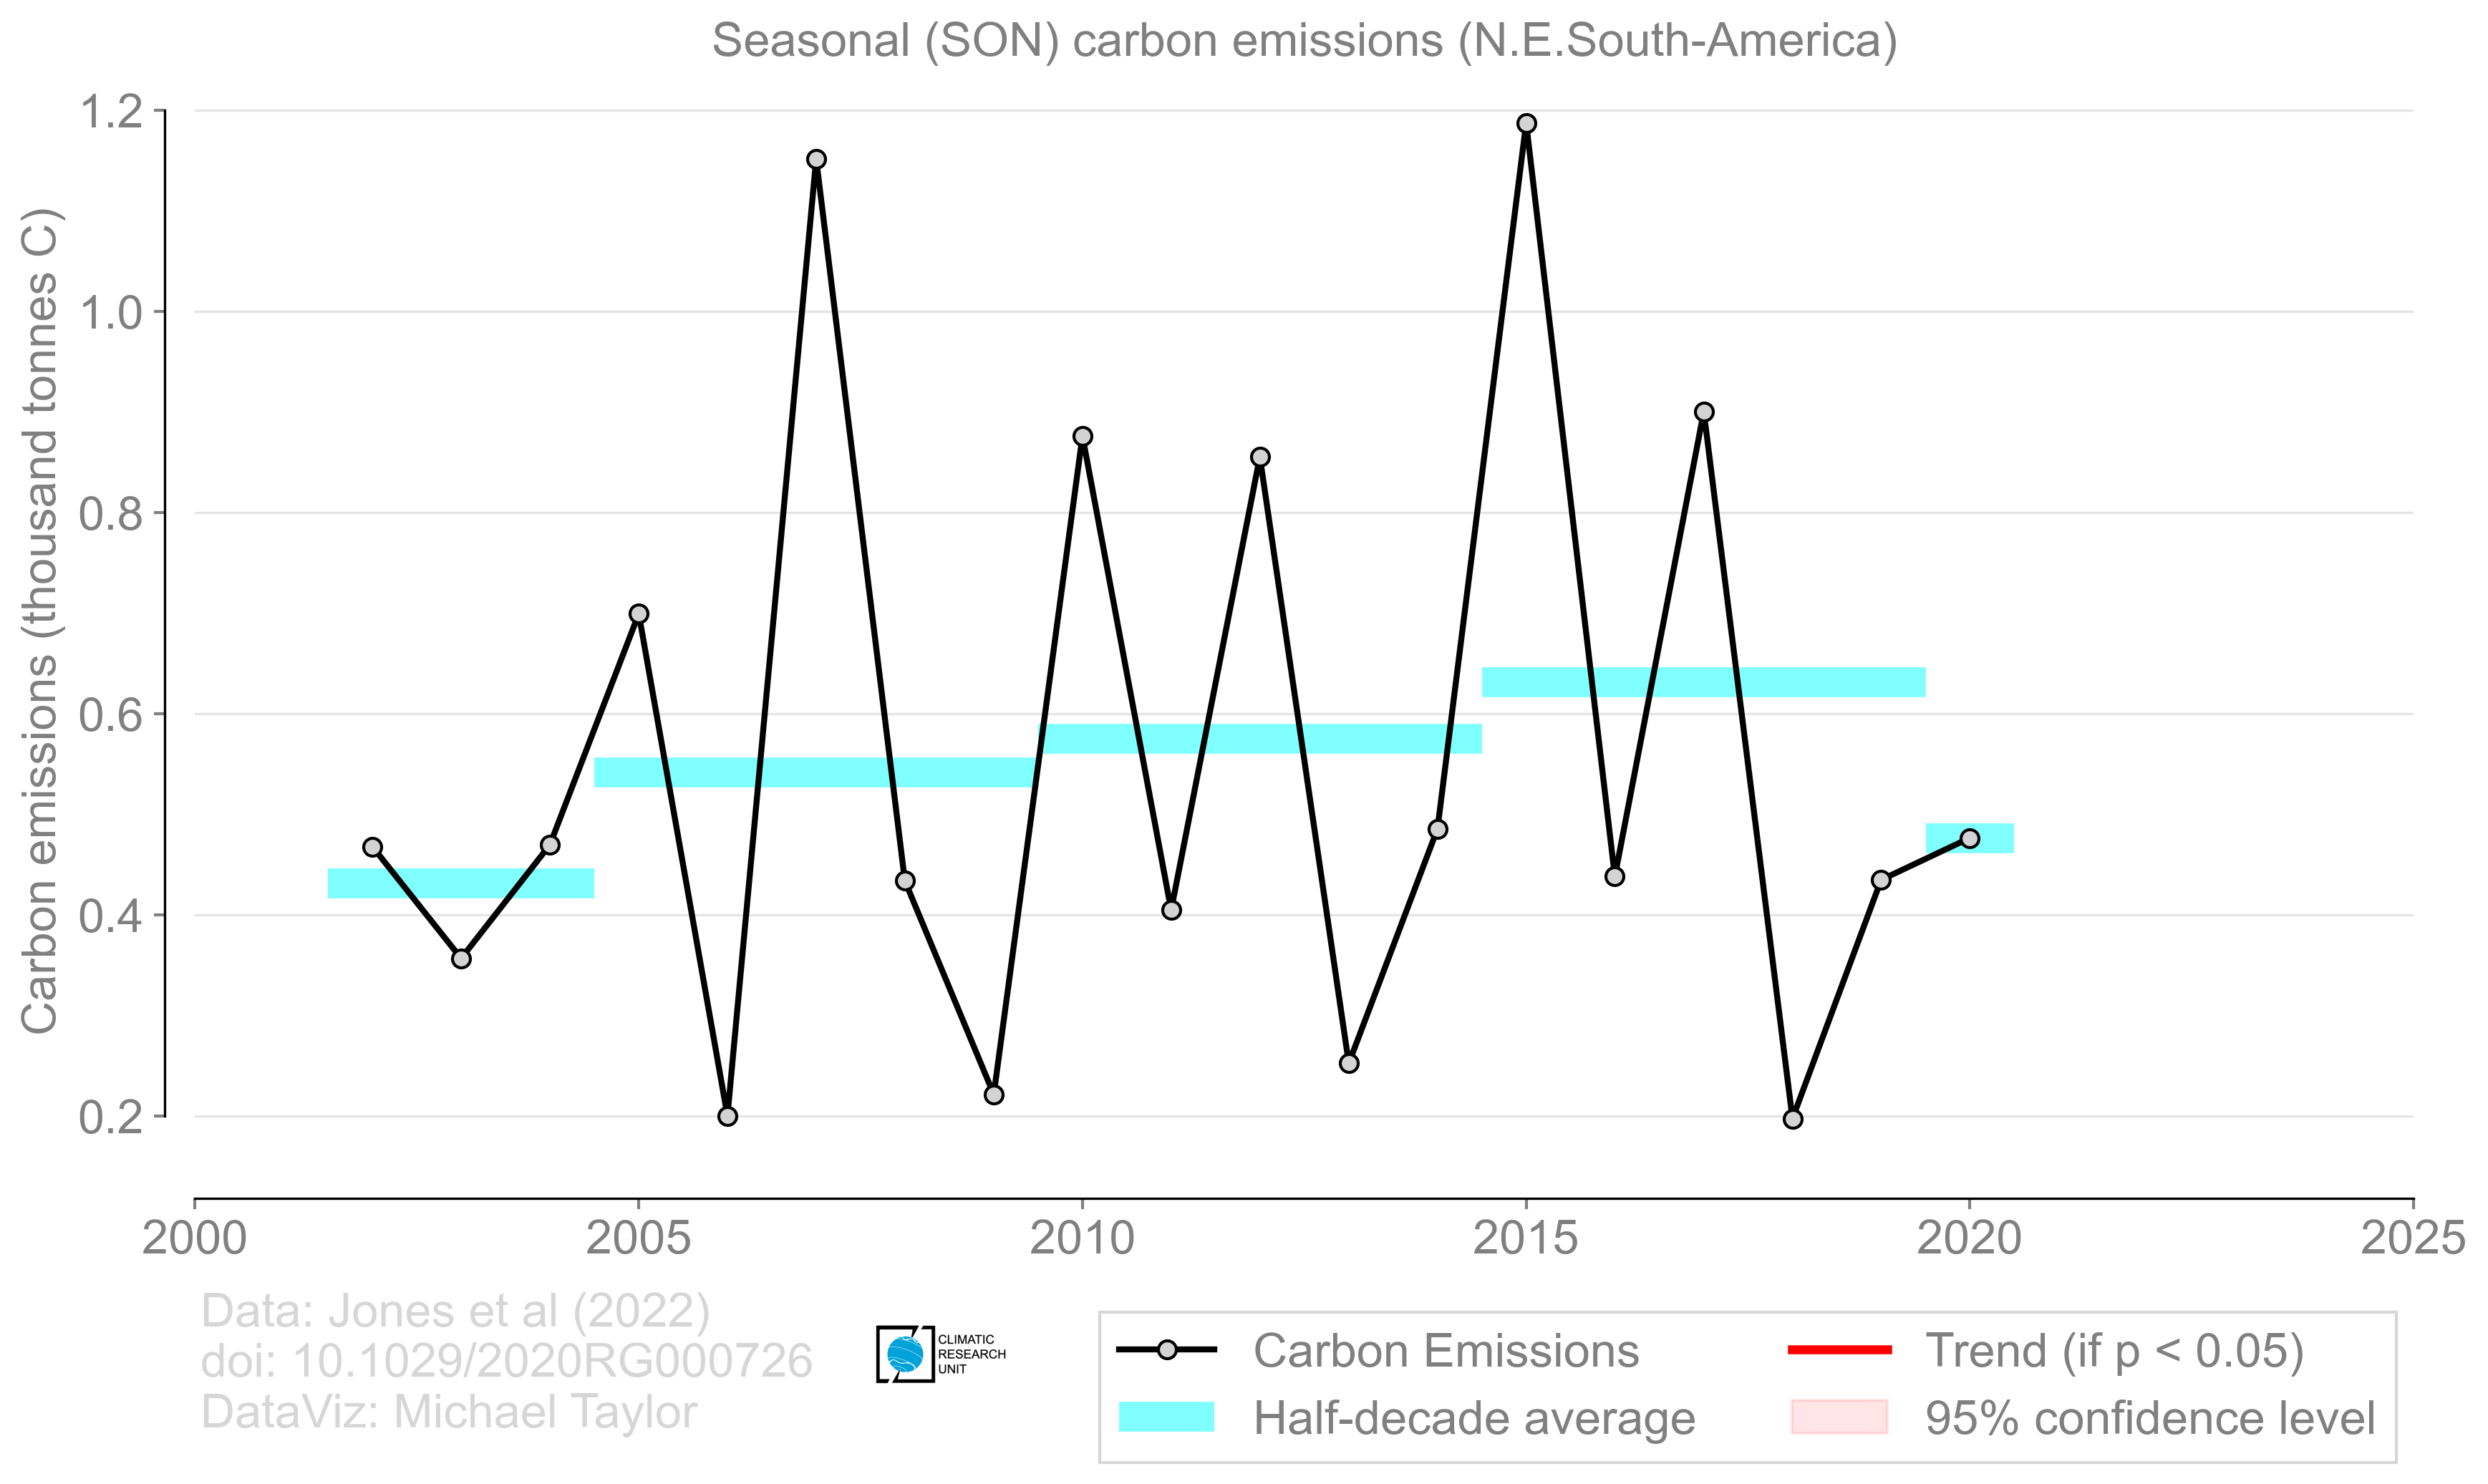 Seasonal (SON) carbon emissions (N.E.South-America)
Carbon emissions (thousand tonnes C)
1.2
1.0
0.8
0.6
0.4
0.2
2000 2005 2010 2015 2020 2025
Data: Jones et al (2022)
doi: 10.1029/2020RG000726
DataViz: Michael Taylor
CLIMATIC
RESEARCH
UNIT
Carbon Emissions
Half-decade average
Trend (if p < 0.05)
95% confidence level